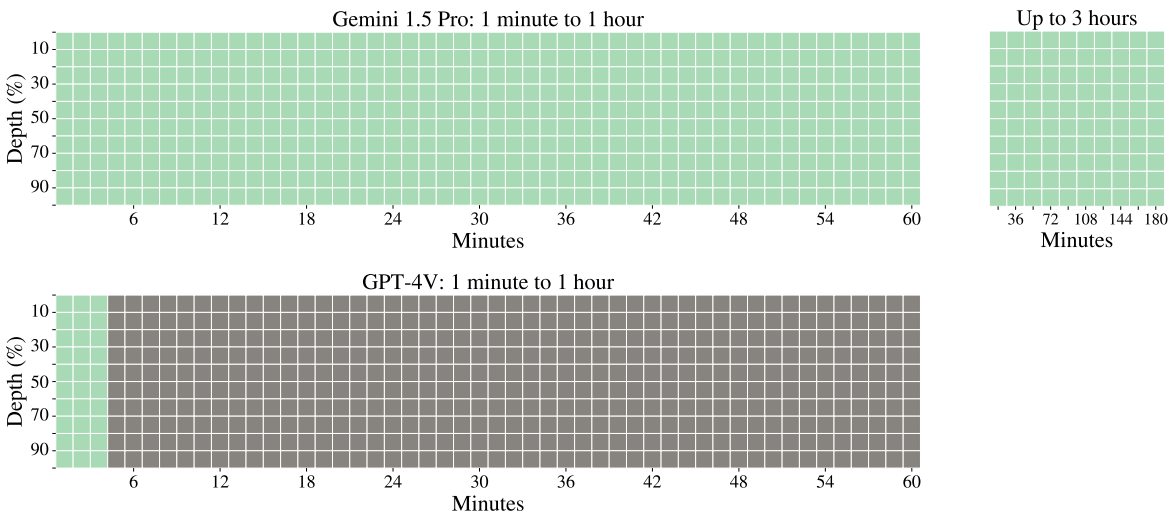 Gemini 1.5 Pro: 1 minute to 1 hour
Up to 3 hours
Depth (%)
10
30
50
70
90
6 12 18 24 30 36 42 48 54 60
Minutes
36 72 108 144 180
Minutes
GPT-4V: 1 minute to 1 hour
Depth (%)
10
30
50
70
90
6 12 18 24 30 36 42 48 54 60
Minutes